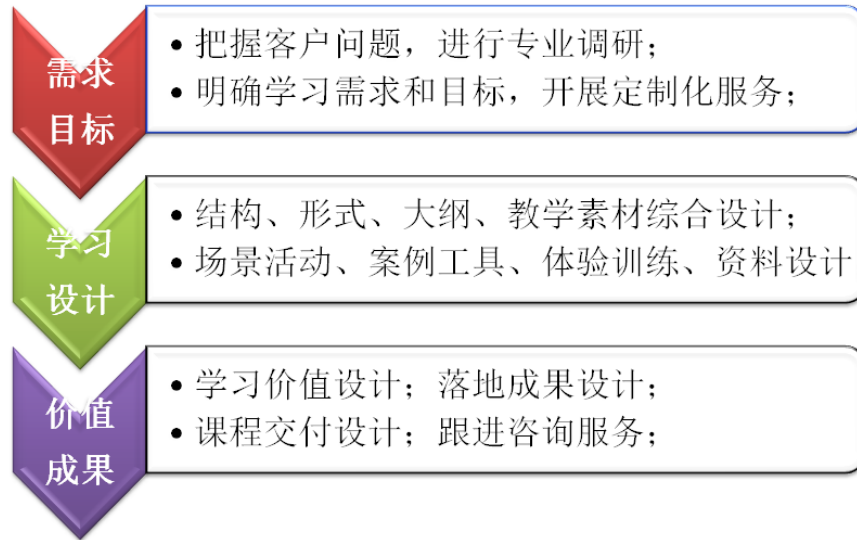 需求
目标
• 把握客户问题，进行专业调研；
• 明确学习需求和目标，开展定制化服务；
学习
设计
• 结构、形式、大纲、教学素材综合设计；
• 场景活动、案例工具、体验训练、资料设计
价值
成果
• 学习价值设计；落地成果设计；
• 课程交付设计；跟进咨询服务；